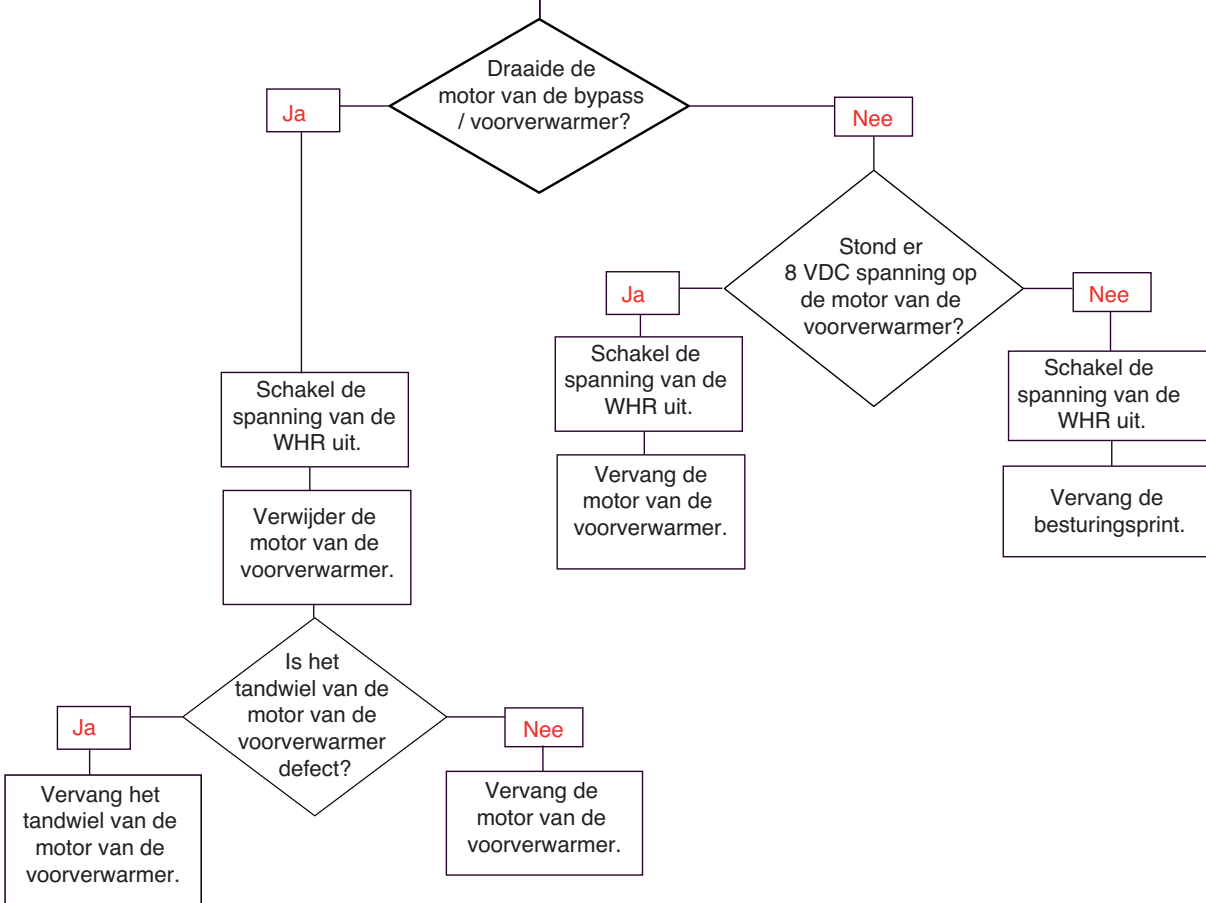 Draaide de
motor van de bypass
/ voorverwarmer?
Ja
Nee
Stond er
8 VDC spanning op
de motor van de
voorverwarmer?
Ja
Nee
Schakel de
spanning van de
WHR uit.
Schakel de
spanning van de
WHR uit.
Schakel de
spanning van de
WHR uit.
Vervang de
motor van de
voorverwarmer.
Vervang de
besturingsprint.
Verwijder de
motor van de
voorverwarmer.
Is het
tandwiel van de
motor van de
voorverwarmer
defect?
Ja
Nee
Vervang het
tandwiel van de
motor van de
voorverwarmer.
Vervang de
motor van de
voorverwarmer.